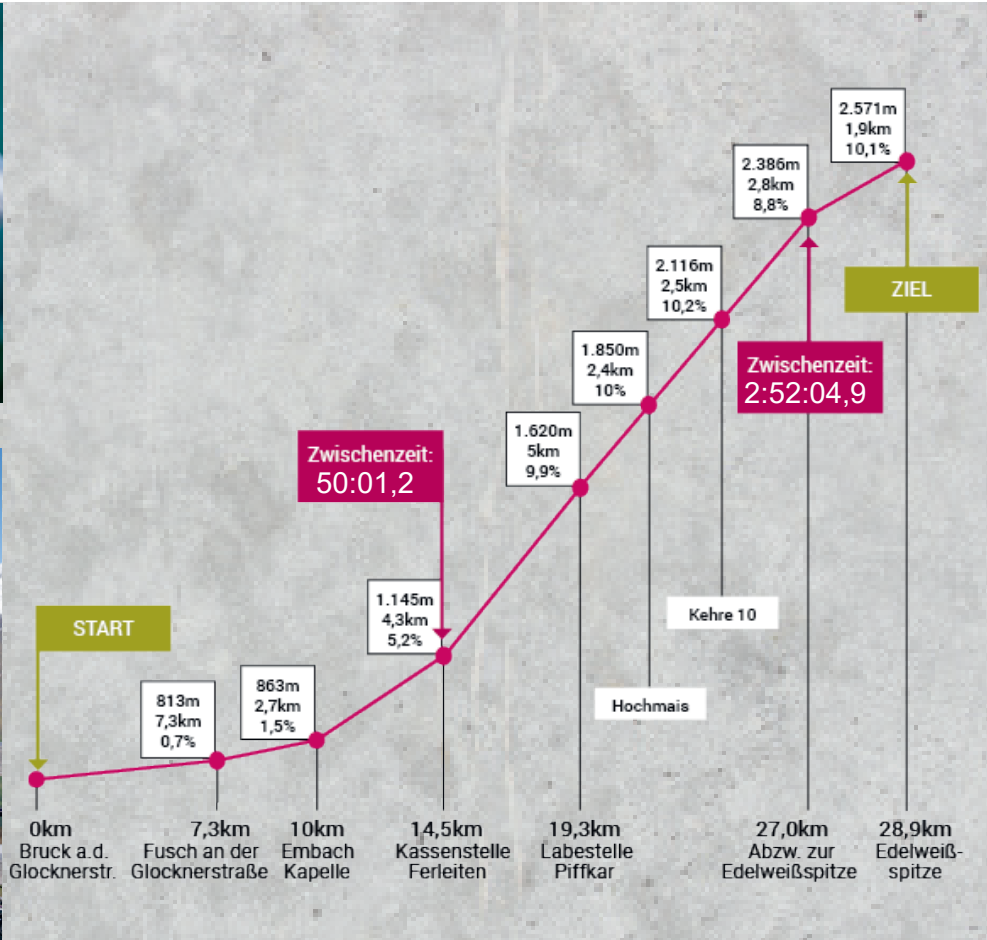 2.571m
1,9km
10,1%
2.386m
2,8km
8,8%
2.116m
2,5km
10,2%
ZIEL
1.850m
2,4km
10%
Zwischenzeit:
2:52:04,9
1.620m
5km
9,9%
Zwischenzeit:
50:01,2
1.145m
4,3km
5,2%
Kehre 10
START
863m
2,7km
1,5%
813m
7,3km
0,7%
Hochmais
0km
Bruck a.d.
Glocknerstr.
7,3km
Fusch an der
Glocknerstraße
10km
Embach
Kapelle
14,5km
Kassenstelle
Ferleiten
19,3km
Labestelle
Piffkar
27,0km
Abzw. zur
Edelweißspitze
28,9km
Edelweiß-
spitze